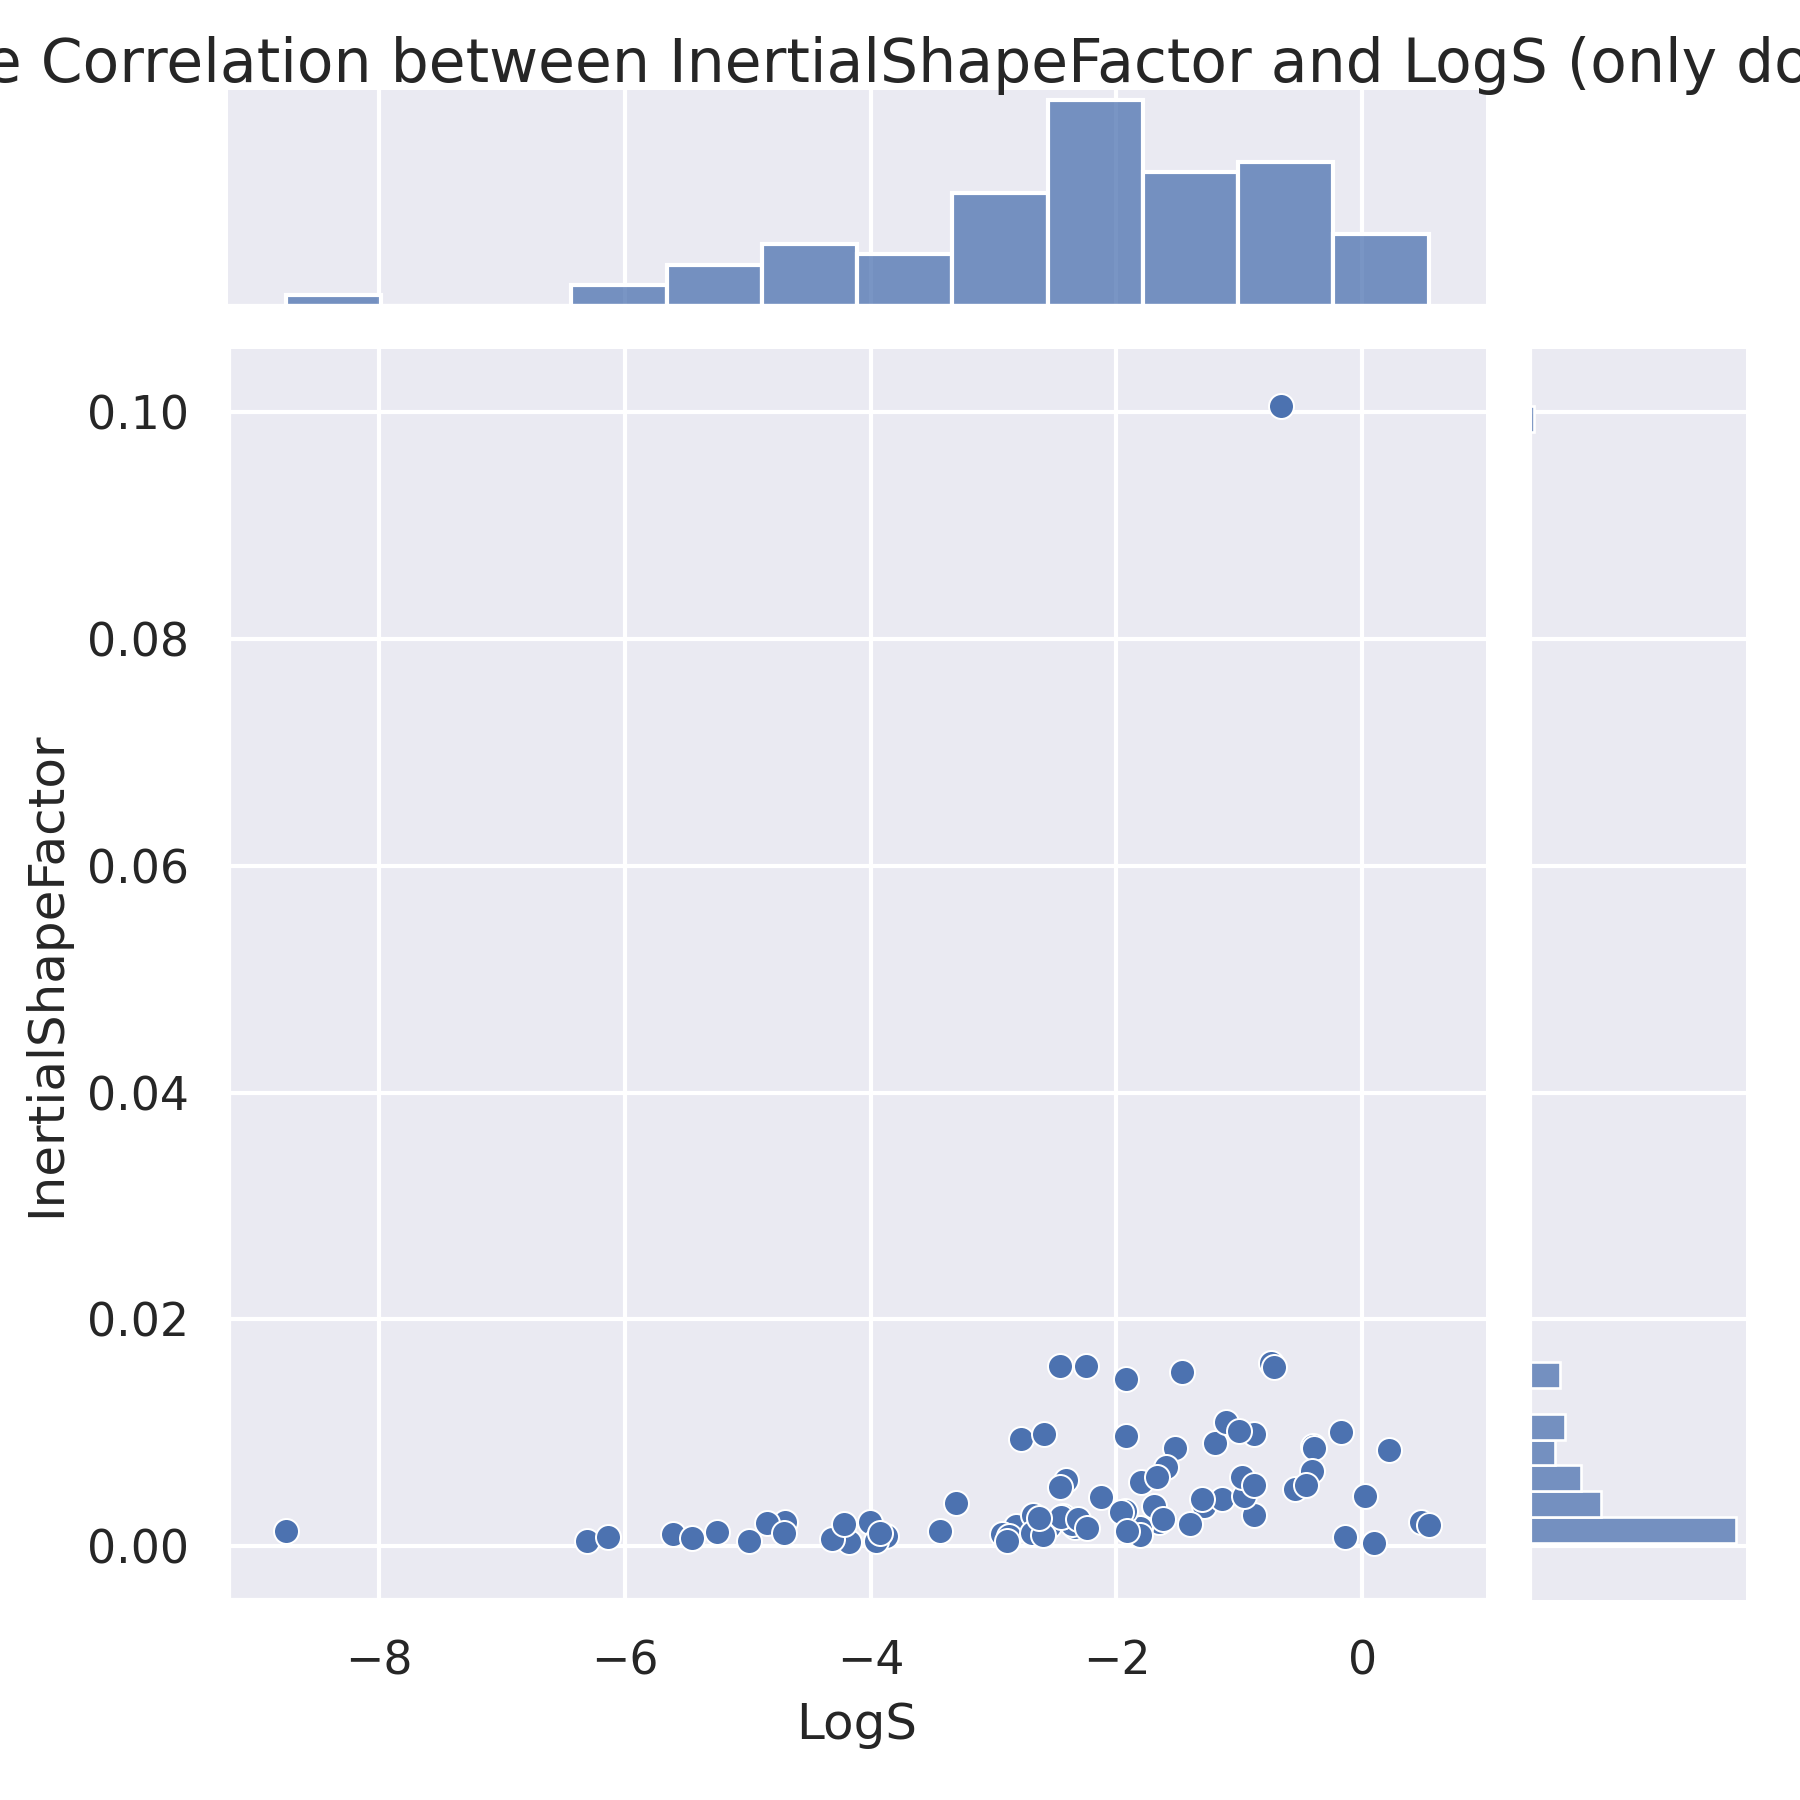 e Correlation between InertialShapeFactor and LogS (only do
0.10
0.08
0.06
0.04
0.02
0.00
InertialShapeFactor
−8 −6 −4 −2 0
LogS